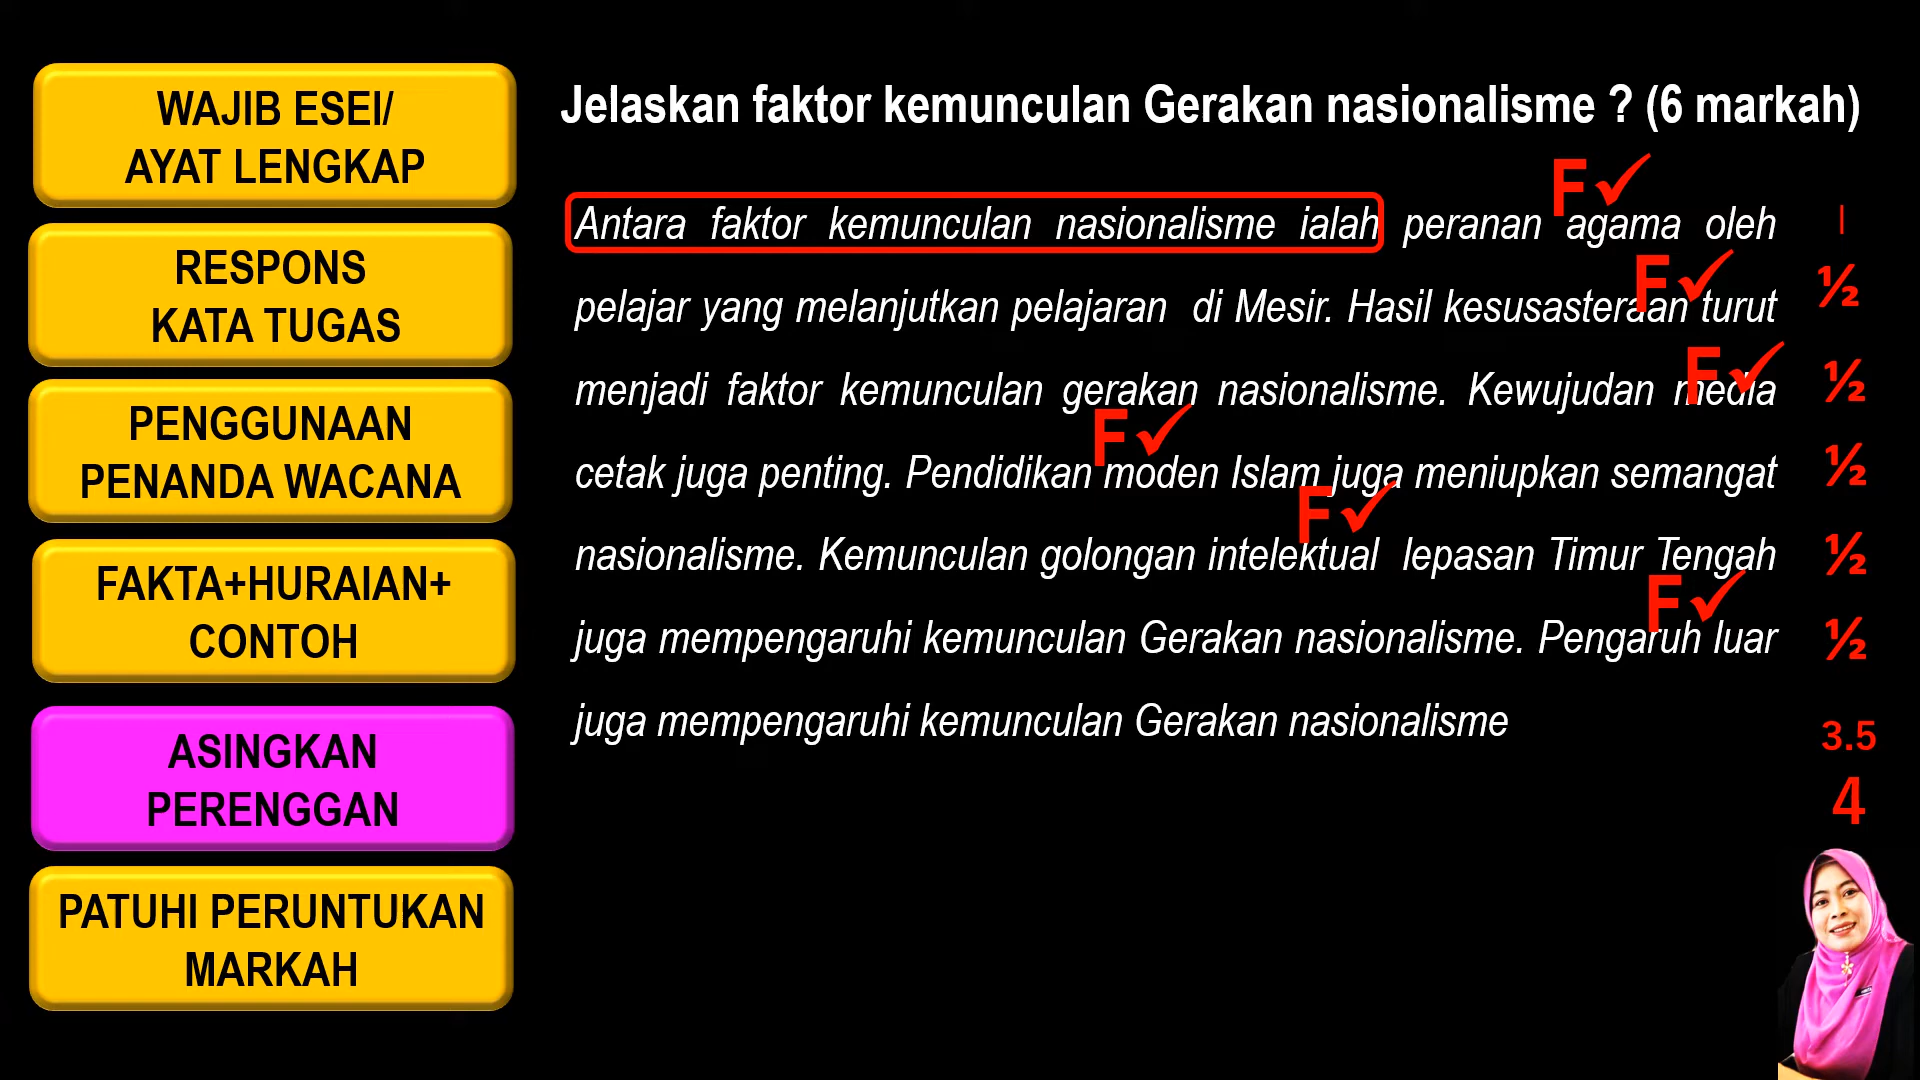 WAJIB ESEI/
AYAT LENGKAP
RESPONS
KATA TUGAS
PENGGUNAAN
PENANDA WACANA
FAKTA+HURAIAN+
CONTOH
ASINGKAN
PERENGGAN
PATUHI PERUNTUKAN
MARKAH
Jelaskan faktor kemunculan Gerakan nasionalisme ? (6 markah)
F✓
Antara faktor kemunculan nasionalisme ialah peranan agama oleh |
F✓
pelajar yang melanjutkan pelajaran di Mesir. Hasil kesusasteraan turut ½
F✓
menjadi faktor kemunculan gerakan nasionalisme. Kewujudan media ½
F✓
cetak juga penting. Pendidikan moden Islam juga meniupkan semangat ½
F✓
nasionalisme. Kemunculan golongan intelektual lepasan Timur Tengah ½
F✓
juga mempengaruhi kemunculan Gerakan nasionalisme. Pengaruh luar ½
juga mempengaruhi kemunculan Gerakan nasionalisme
3.5
4